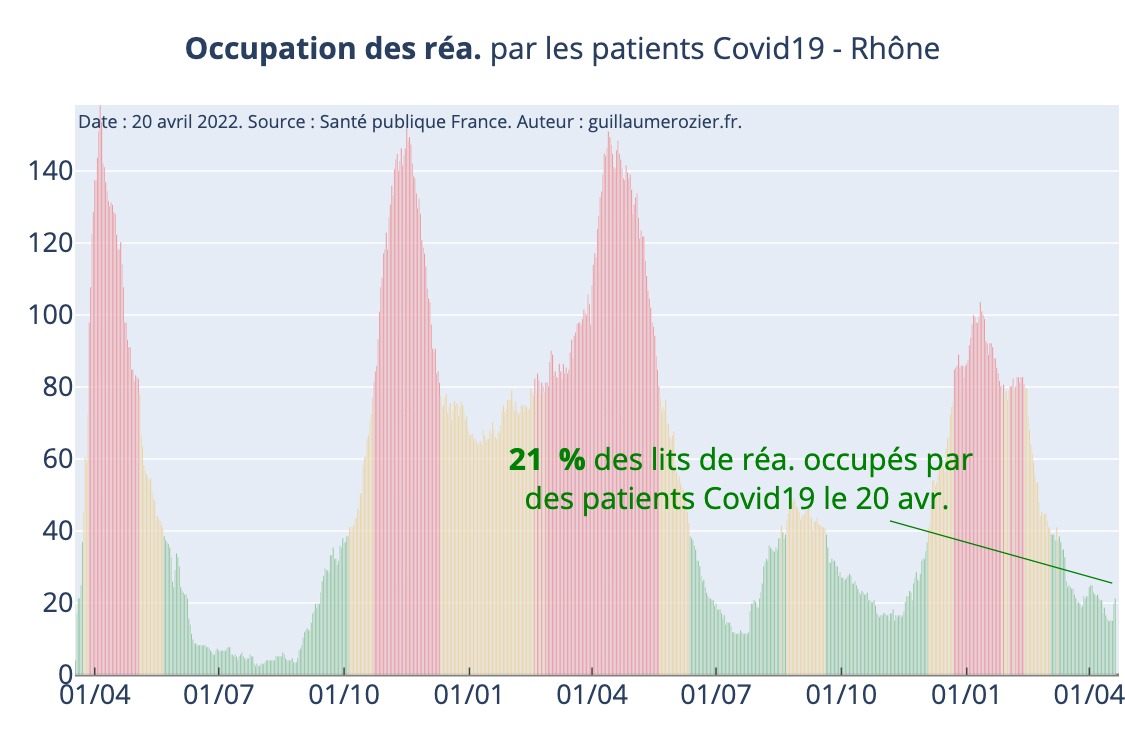 Occupation des réa. par les patients Covid19 - Rhône
Date : 20 avril 2022. Source : Santé publique France. Auteur : guillaumerozier.fr.
140
120
100
80
60
40
20
0
21 % des lits de réa. occupés par
des patients Covid19 le 20 avr.
01/04 01/07 01/10 01/01 01/04 01/07 01/10 01/01 01/04